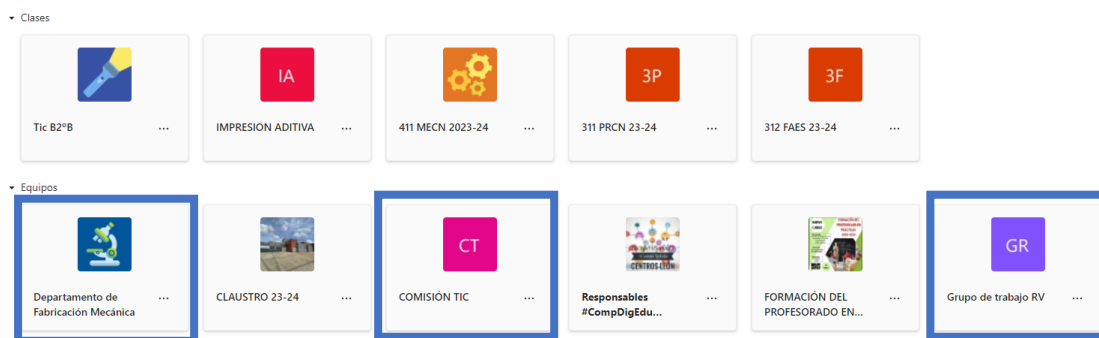 Clases
IA
3P
3F
Tic B2ºB ...
IMPRESION ADITIVA ...
411 MECN 2023-24 ...
311 PRCN 23-24 ...
312 FAES 23-24 ...
Equipos
CT
CENTROS-LEÓN
GR
Departamento de ...
Fabricación Mecánica
CLAUSTRO 23-24 ...
COMISIÓN TIC ...
Responsables ...
#CompDigEdu...
FORMACIÓN DEL ...
PROFESORADO EN...
Grupo de trabajo RV ...